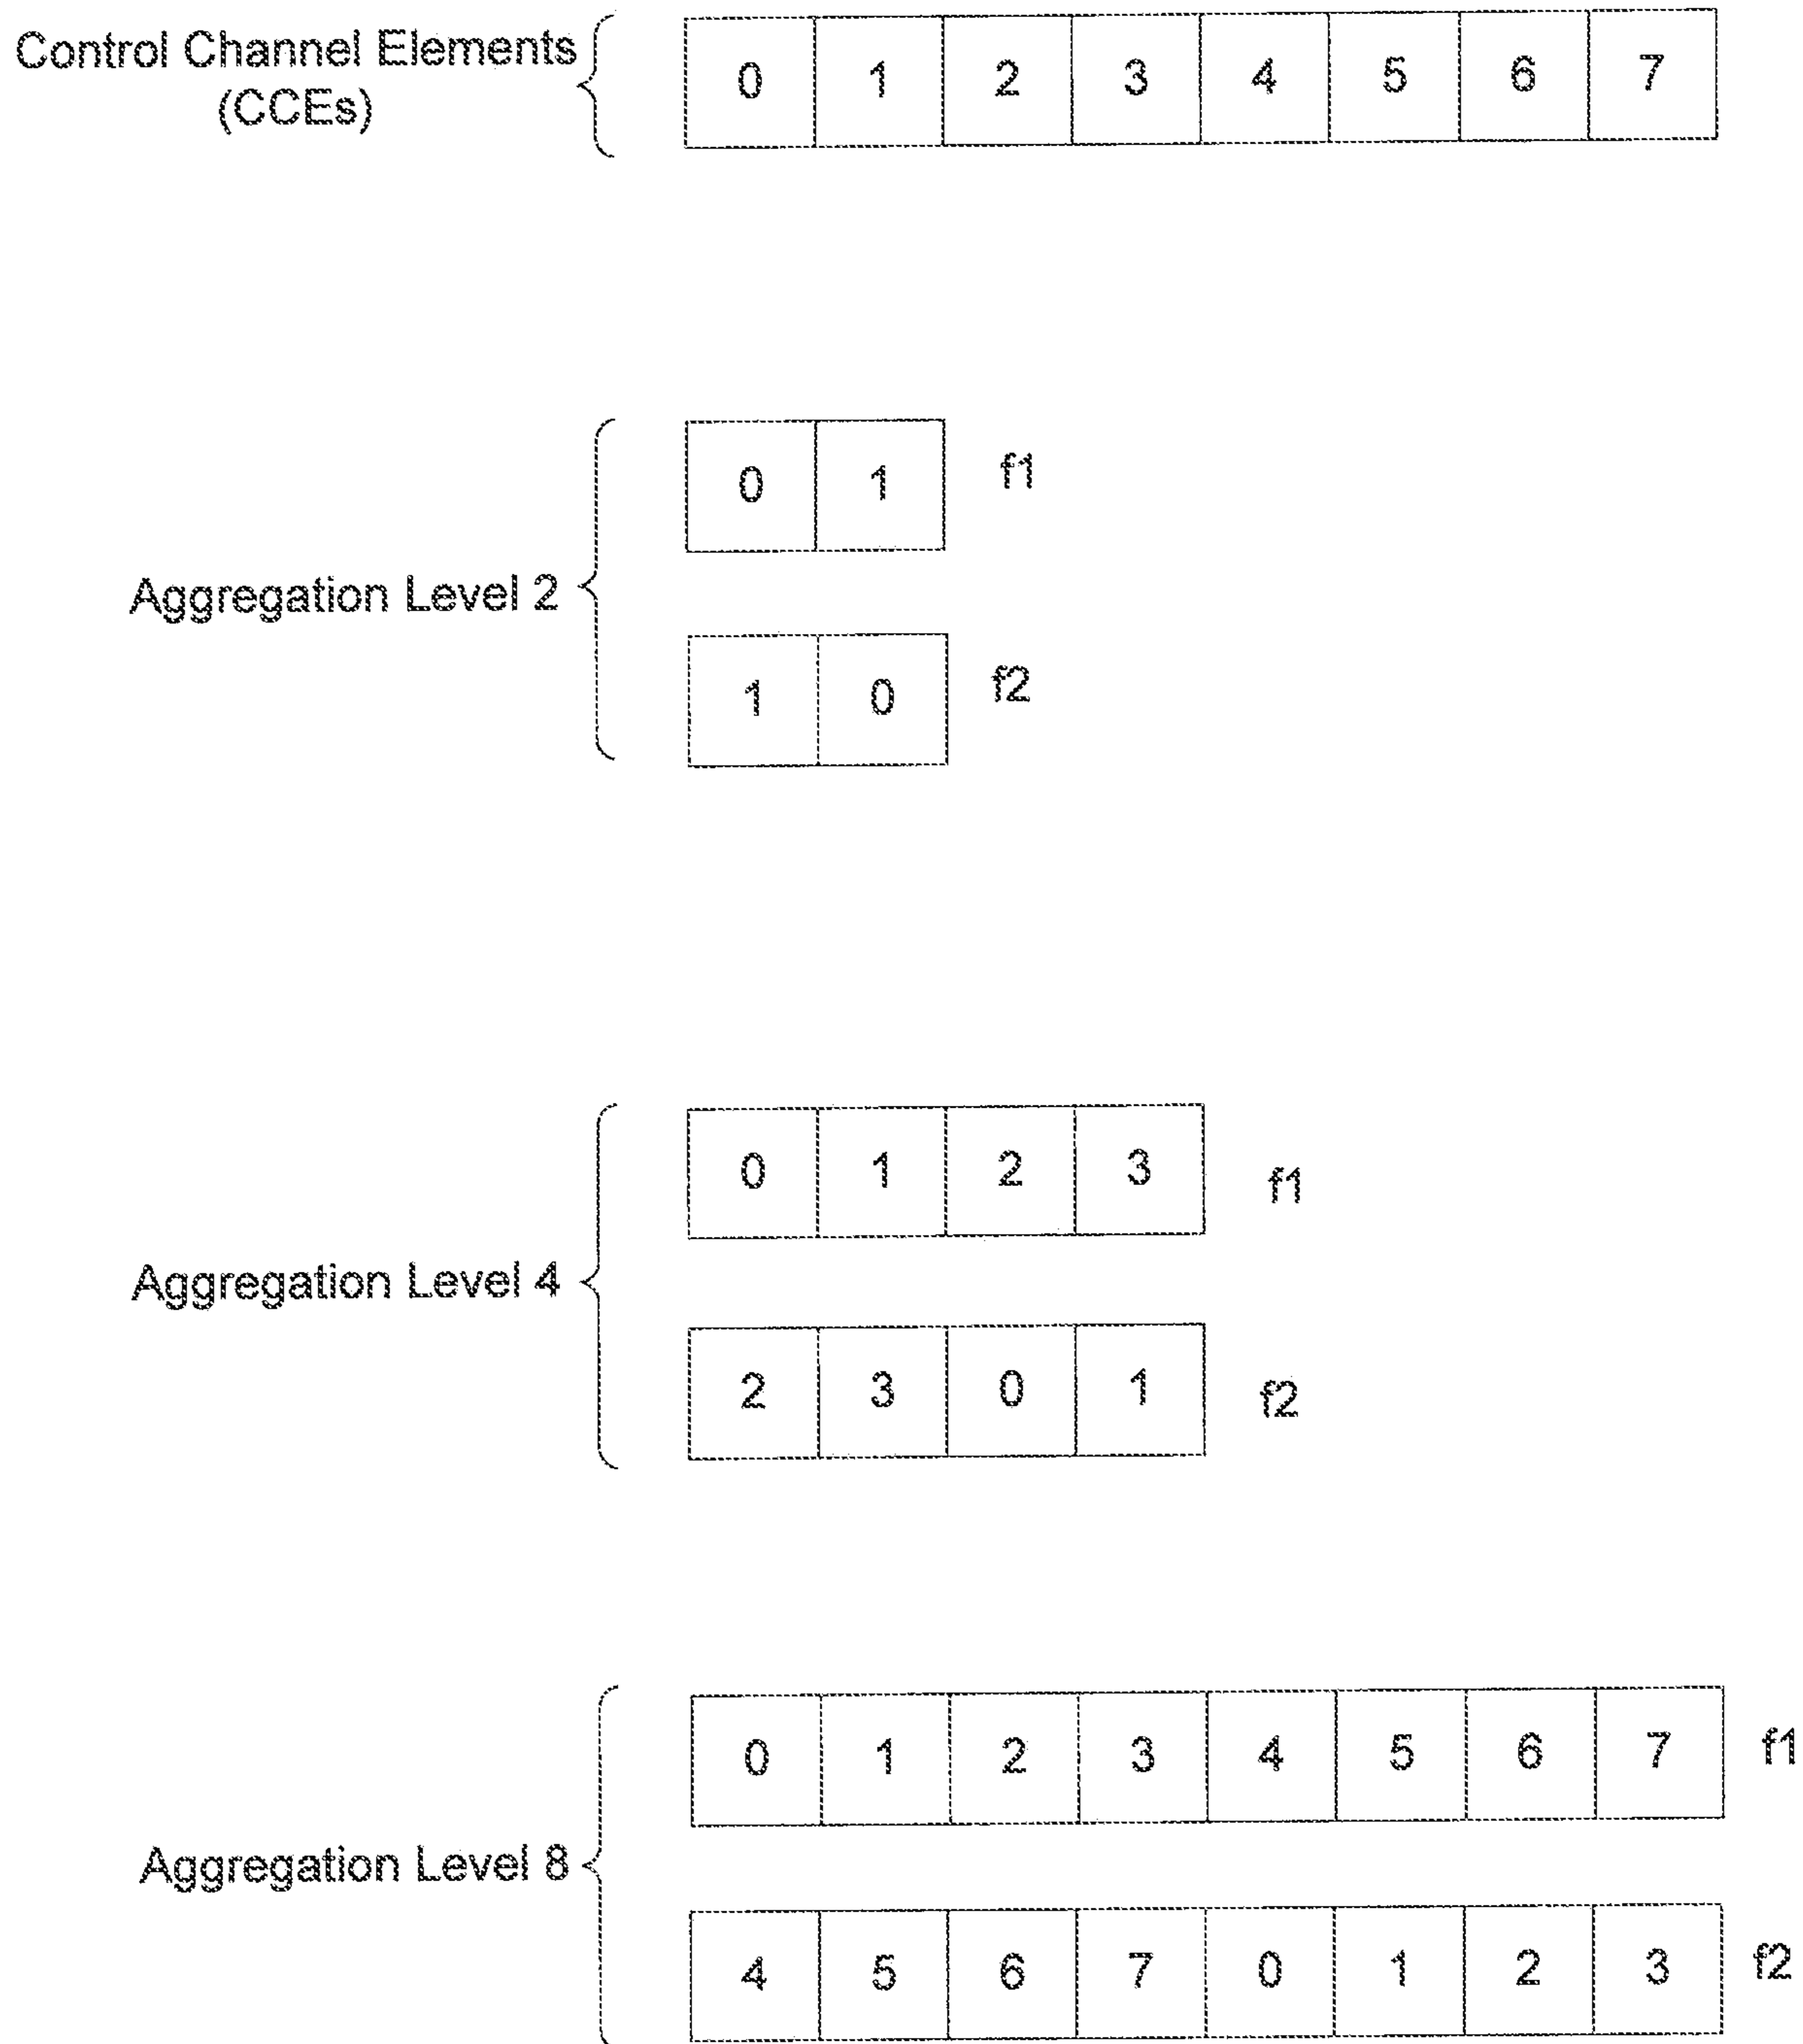 Control Channel Elements
(CCEs)
0 1 2 3 4 5 6 7
Aggregation Level 2
0 1 f1
1 0 f2
Aggregation Level 4
0 1 2 3 f1
2 3 0 1 f2
Aggregation Level 8
0 1 2 3 4 5 6 7 f1
4 5 6 7 0 1 2 3 f2